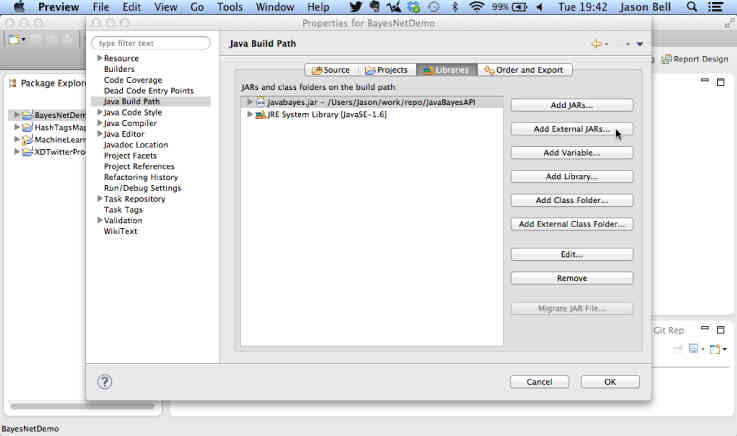 Preview File Edit View Go Tools Window Help 99% Tue 19:42 Jason Bell
Properties for BayesNetDemo
type filter text
Java Build Path
Resource
Builders
Code Coverage
Dead Code Entry Points
Java Build Path
Java Code Style
Java Compiler
Java Editor
Javadoc Location
Project Facets
Project References
Refactoring History
Run/Debug Settings
Task Repository
Task Tags
Validation
WikiText
Source Projects Libraries Order and Export
JARs and class folders on the build path:
javabayes.jar - /Users/Jason/work/repo/JavaBayesAPI
JRE System Library [JavaSE-1.6]
Add JARs...
Add External JARs...
Add Variable...
Add Library...
Add Class Folder...
Add External Class Folder...
Edit...
Remove
Migrate JAR File...
?
Cancel OK
Report Design
Package Explor
BayesNetDem
HashTagsMap
MachineLearn
XDTwitterPro
Git Rep
BayesNetDemo